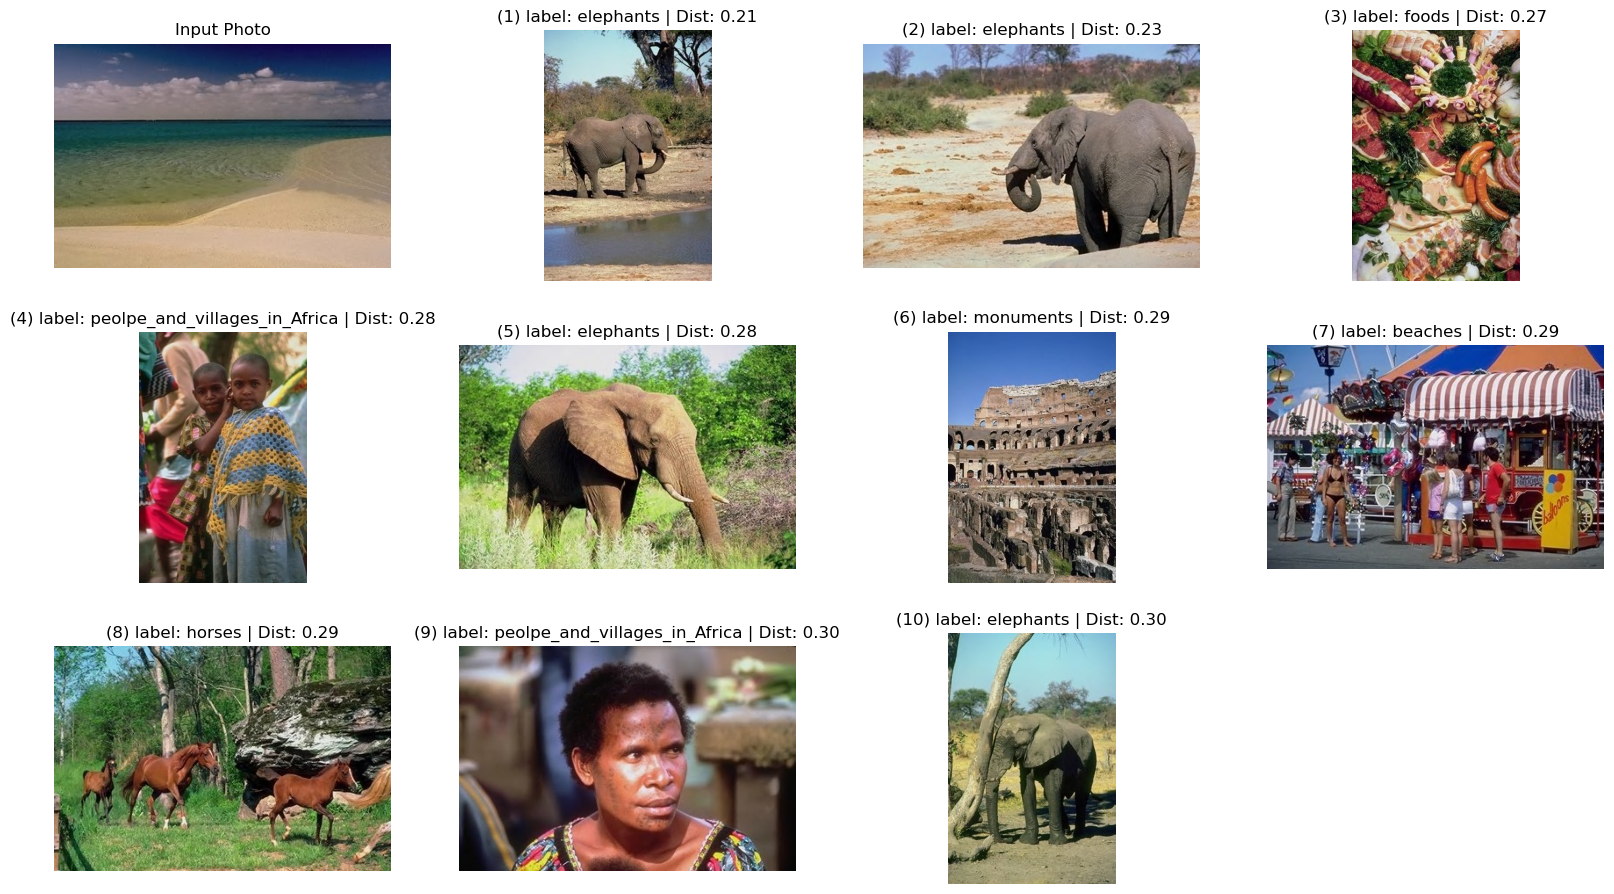 Input Photo
(1) label: elephants | Dist: 0.21
(2) label: elephants | Dist: 0.23
(3) label: foods | Dist: 0.27
(4) label: peolpe_and_villages_in_Africa | Dist: 0.28
(5) label: elephants | Dist: 0.28
(6) label: monuments | Dist: 0.29
(7) label: beaches | Dist: 0.29
balloons
(8) label: horses | Dist: 0.29
(9) label: peolpe_and_villages_in_Africa | Dist: 0.30
(10) label: elephants | Dist: 0.30